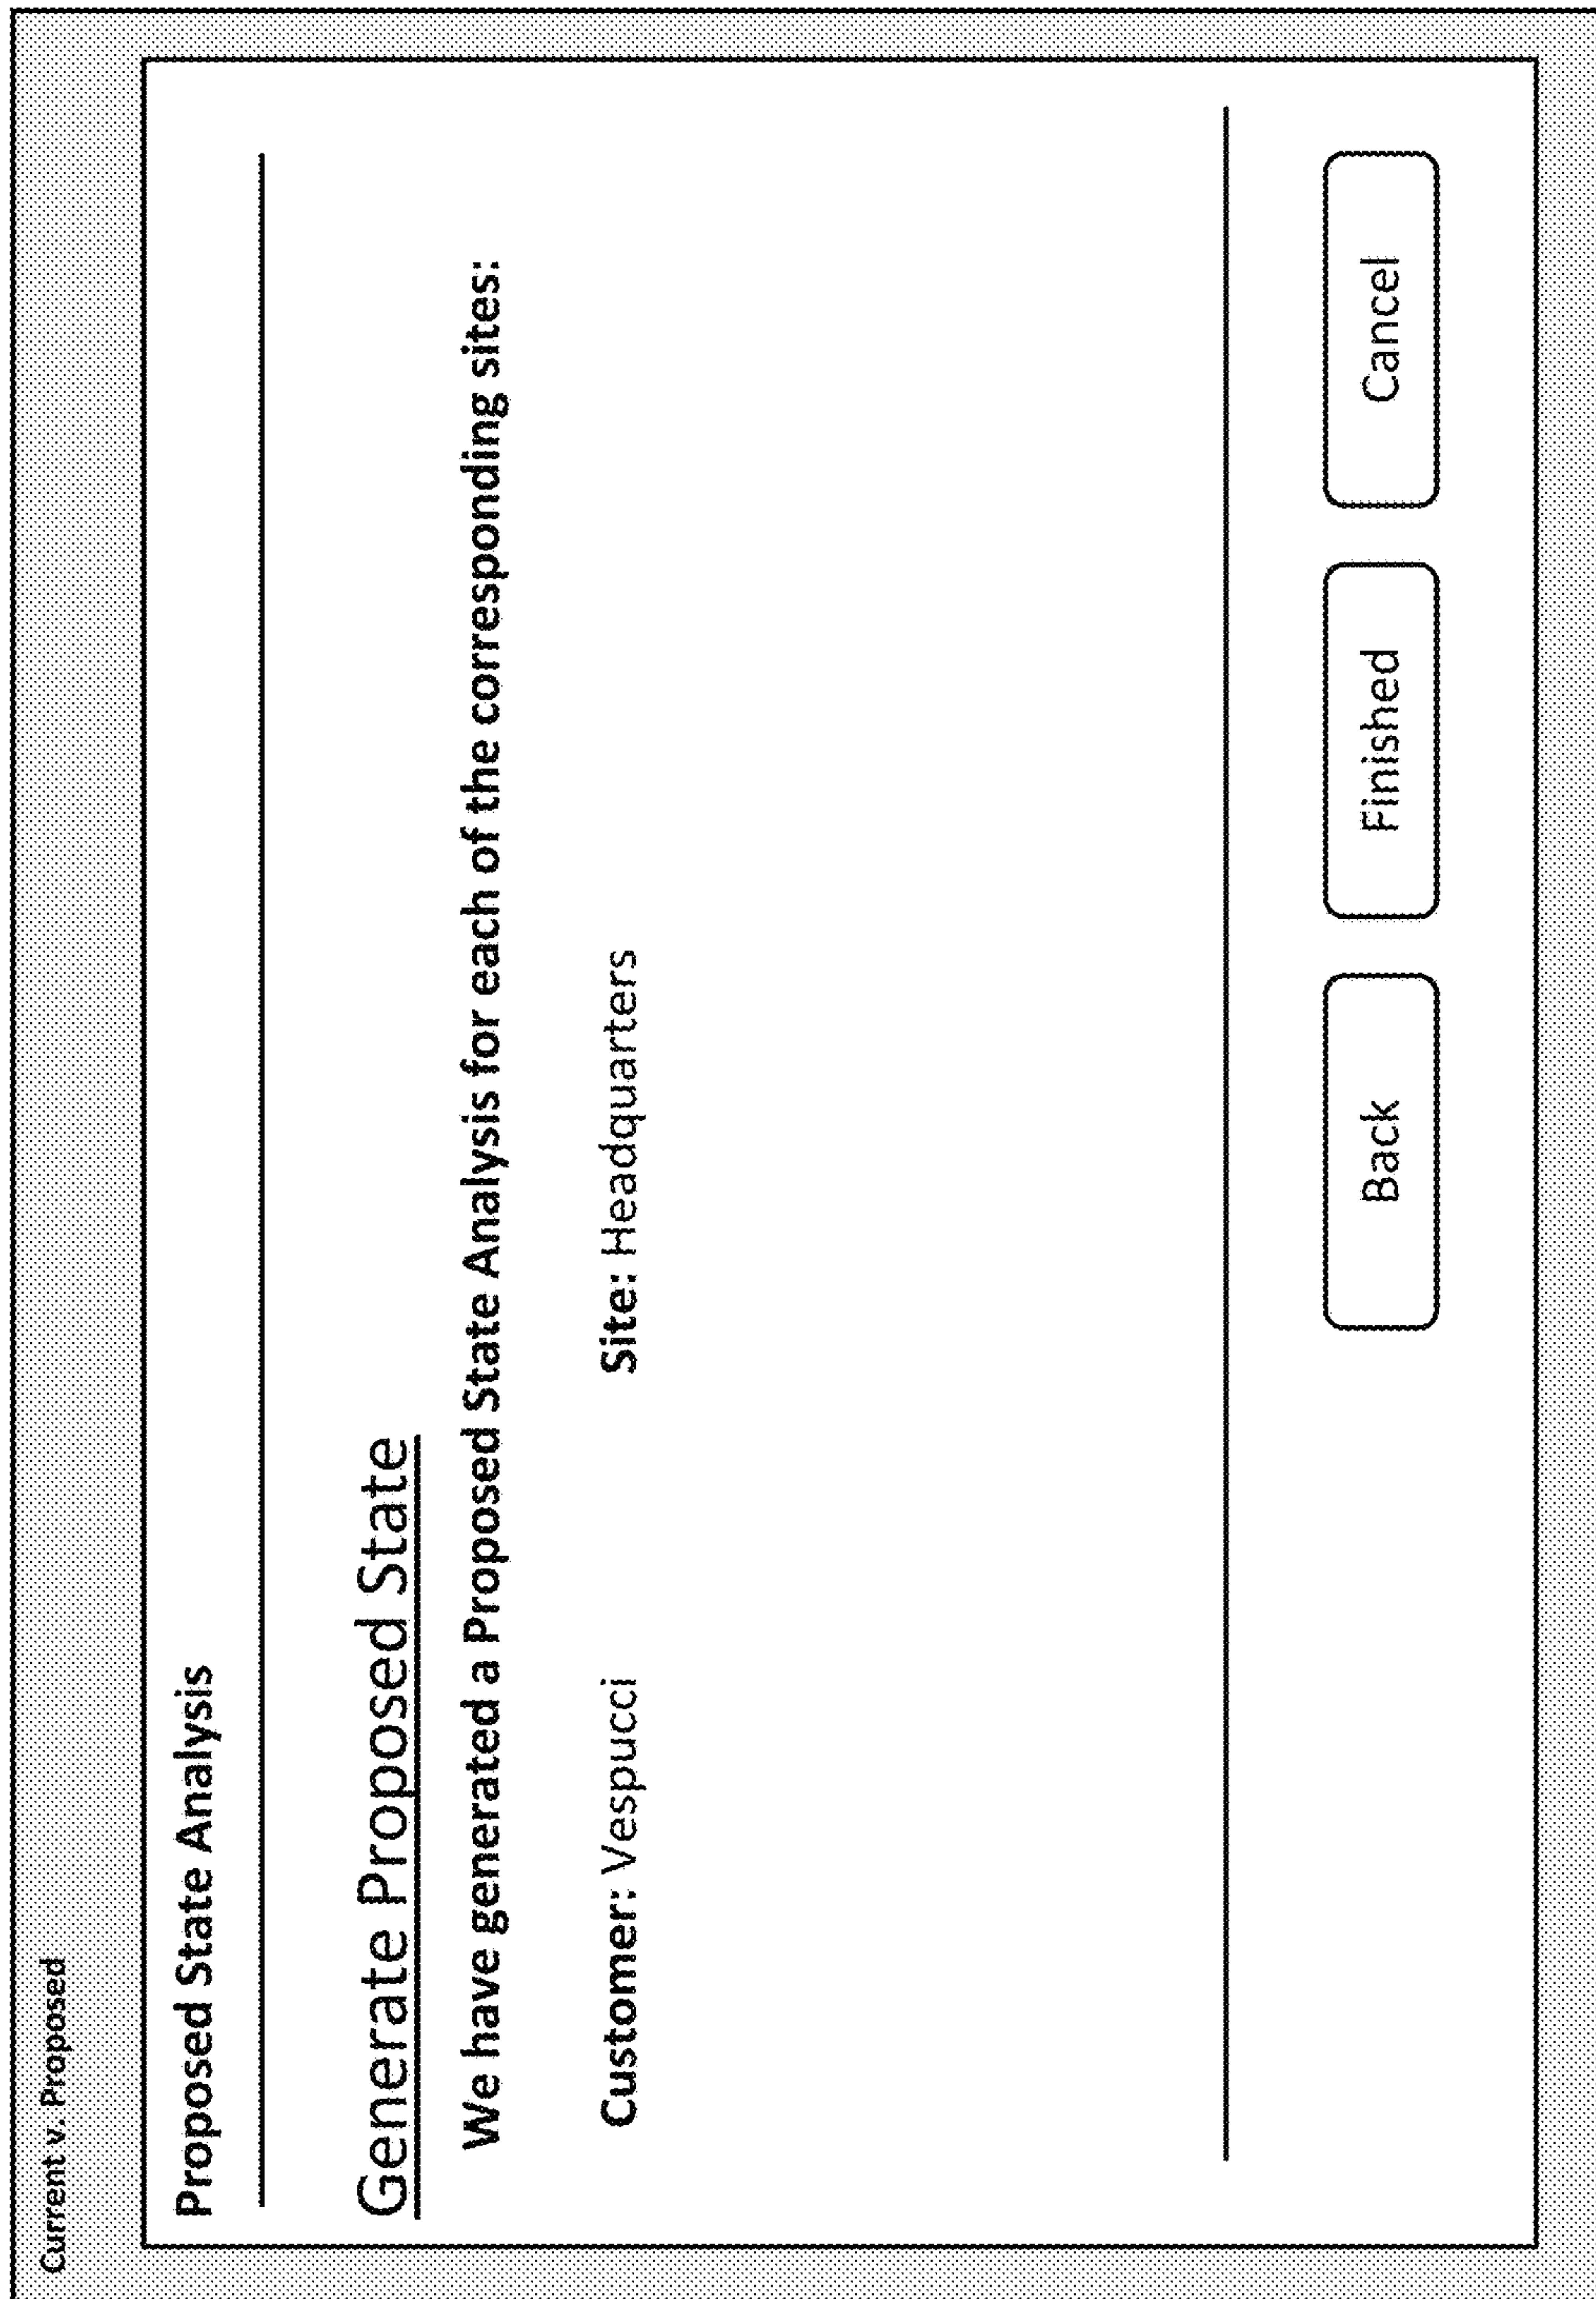 Current v. Proposed
Proposed State Analysis
Generate Proposed State
We have generated a Proposed State Analysis for each of the corresponding sites:
Customer: Vespucci Site: Headquarters
Back Finished Cancel